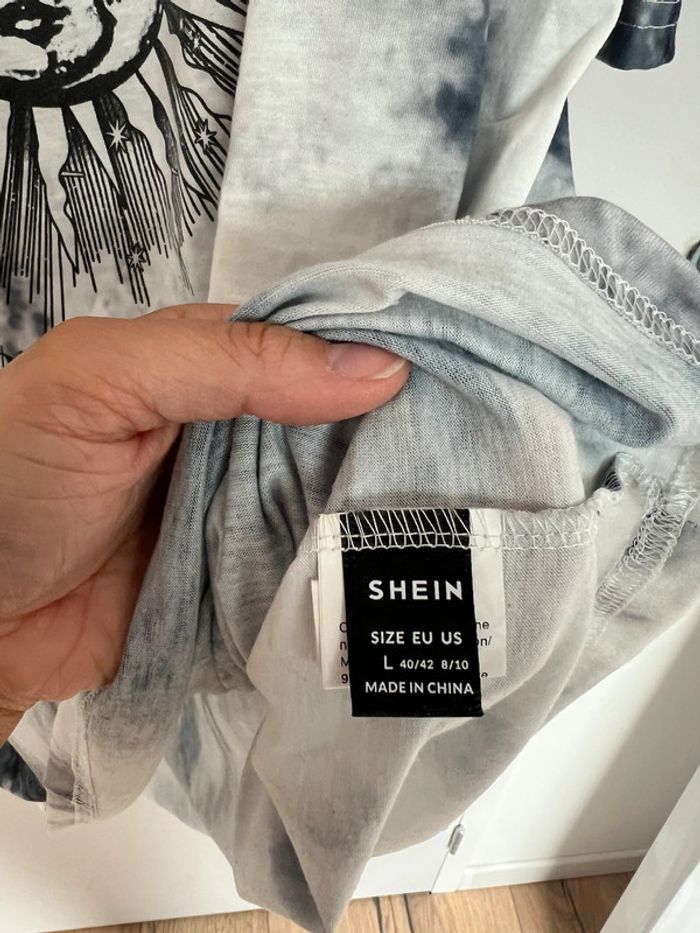 SHEIN
SIZE EU US
L 40/42 8/10
MADE IN CHINA